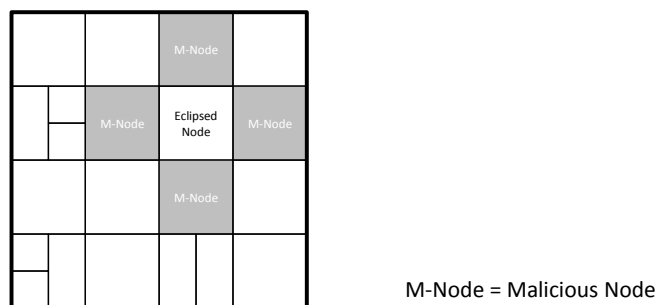 M-Node
M-Node
Eclipsed
Node
M-Node
M-Node
M-Node = Malicious Node